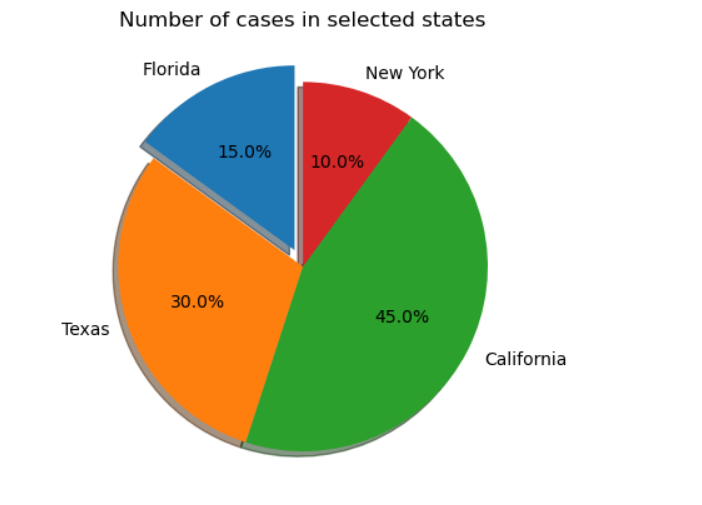 Number of cases in selected states
Florida
New York
15.0%
10.0%
30.0%
45.0%
Texas
California